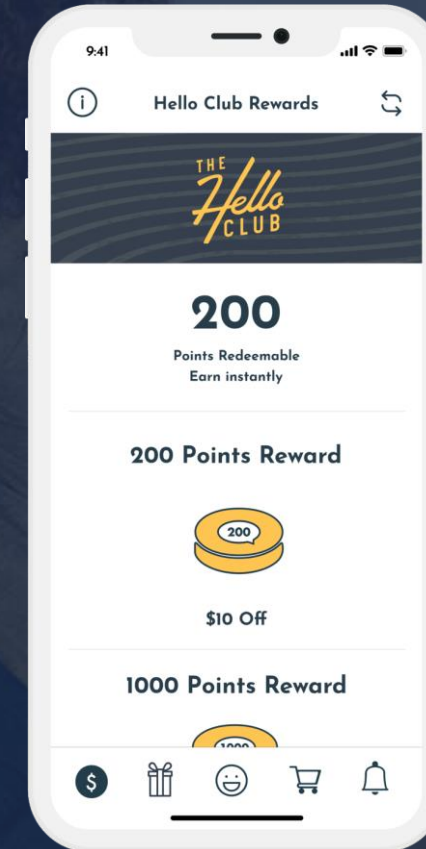 9:41
Hello Club Rewards
THE
Hello
CLUB
200
Points Redeemable
Earn instantly
200 Points Reward
200
$10 Off
1000 Points Reward
1000
$